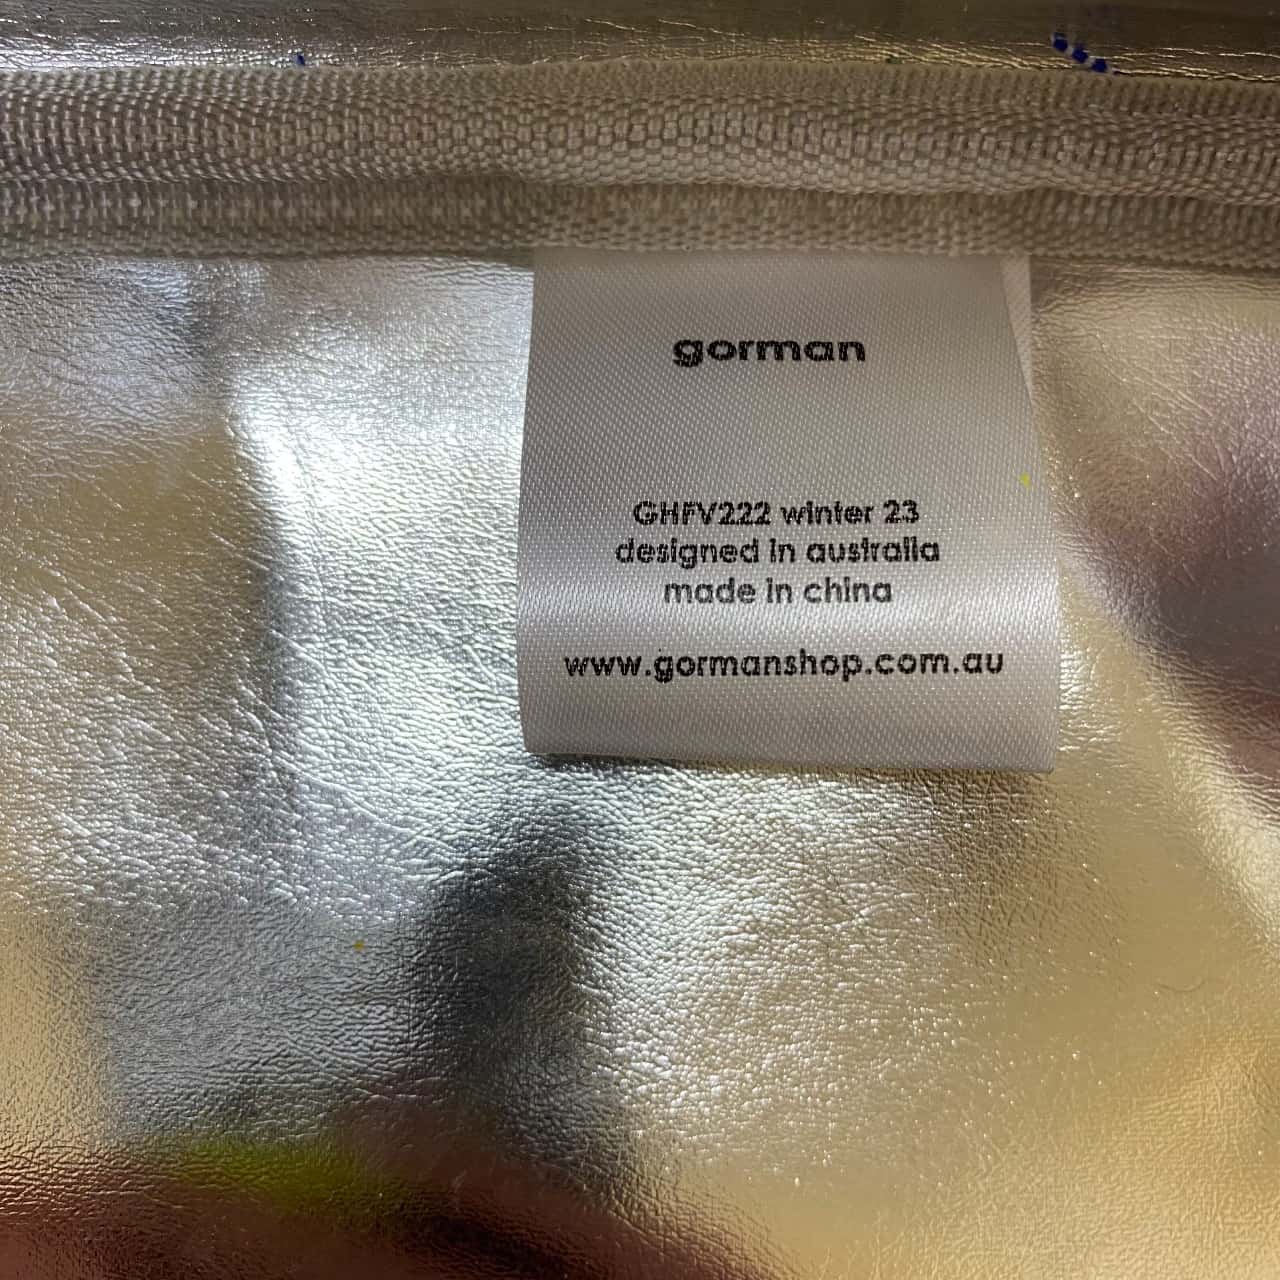 gorman
GHFV222 winter 23
designed in australia
made in china
www.gormanshop.com.au